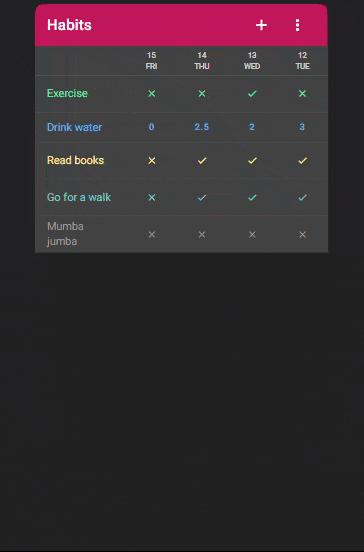 Habits
15 14 13 12
FRI THU WED TUE
Exercise
Drink water 0 2.5 2 3
Read books
Go for a walk
Mumba
jumba